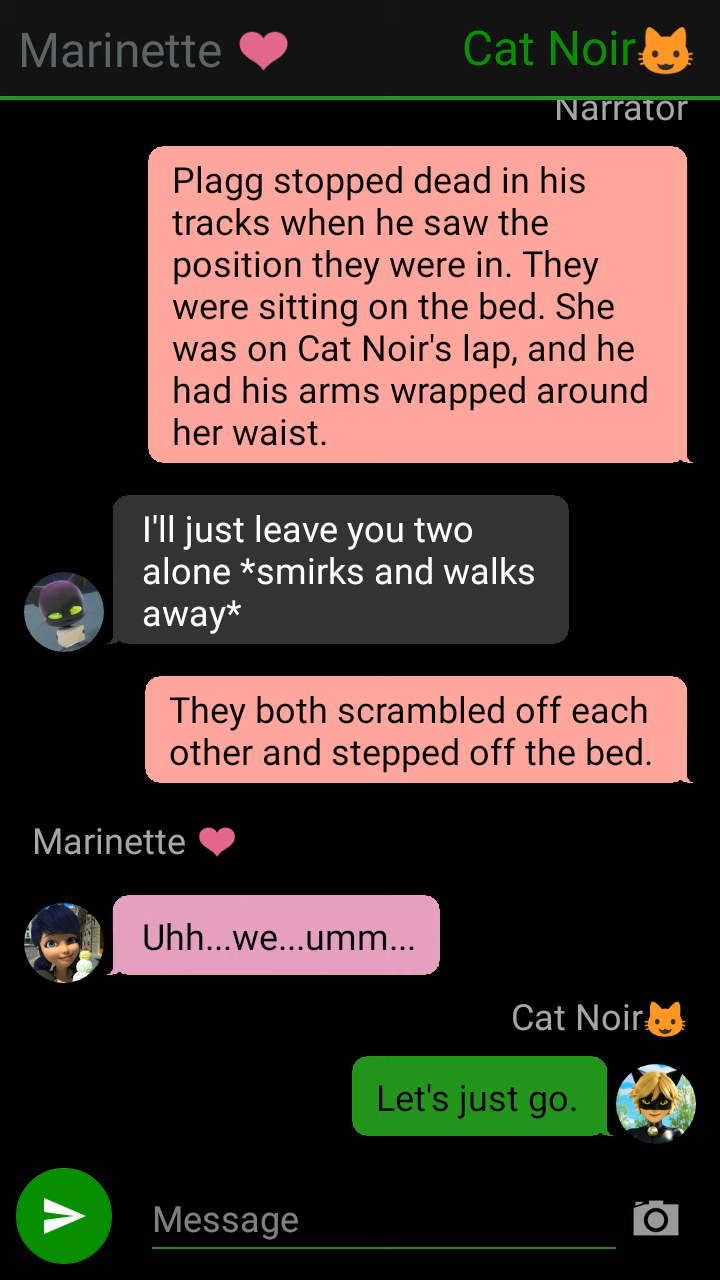 Marinette 💗 Cat Noir😺
Narrator
Plagg stopped dead in his
tracks when he saw the
position they were in. They
were sitting on the bed. She
was on Cat Noir's lap, and he
had his arms wrapped around
her waist.
I'll just leave you two
alone *smirks and walks
away*
They both scrambled off each
other and stepped off the bed.
Marinette 💗
Uhh...we...umm...
Cat Noir😺
Let's just go.
Message